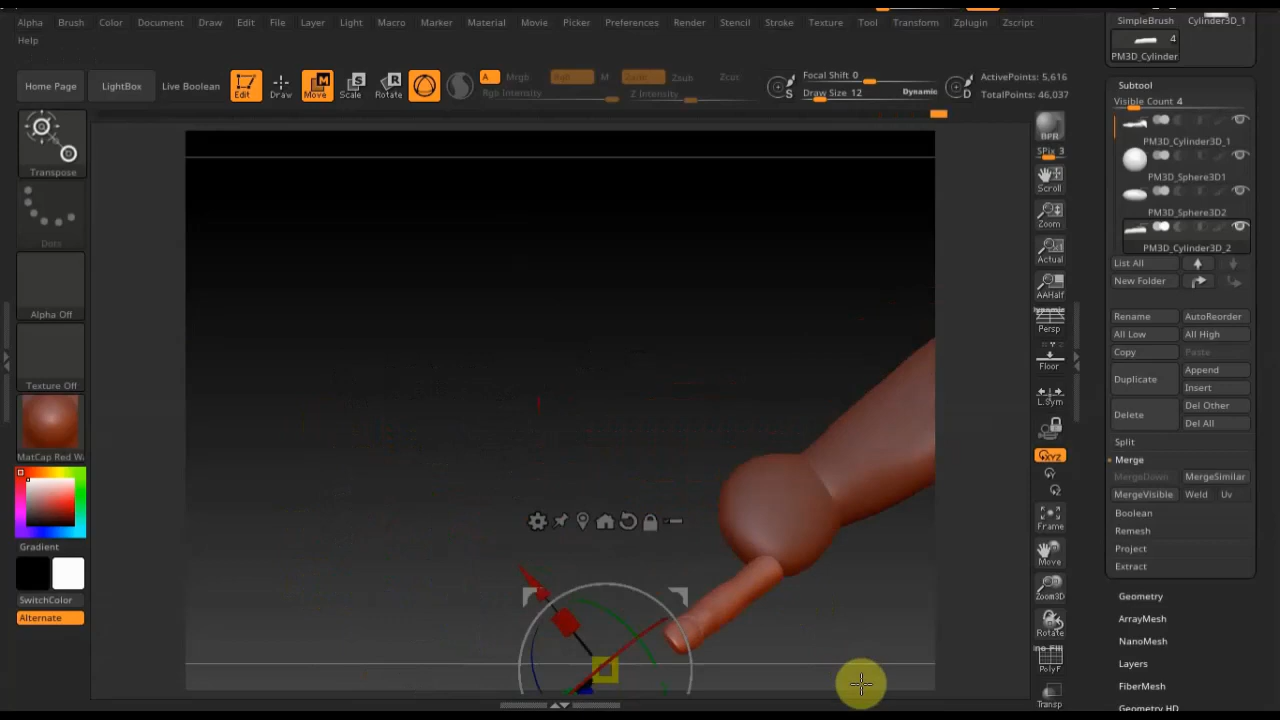 Alpha Brush Color Document Draw Edit File Layer Light Macro Marker Material Movie Picker Preferences Render Stencil Stroke Texture Tool Transform Zplugin Zscript
Help
SimpleBrush Cylinder3D_1
4
PM3D_Cylinder
Home Page LightBox Live Boolean Edit Draw Move Scale Rotate
A Mrgb M Zsub Zcut
Rgb Intensity Z Intensity
Focal Shift 0
Draw Size 12 Dynamic
S D
ActivePoints: 5,616
TotalPoints: 46,037
Transpose
Dots
Alpha Off
Texture Off
MatCap Red Wa
Gradient
SwitchColor
Alternate
BPR
SPix 3
Scroll
Zoom
Actual
AAHalf
Dynamic
Persp
Floor
L.Sym
XYZ
Frame
Move
Zoom3D
Rotate
PolyF
Transp
Subtool
Visible Count 4
PM3D_Cylinder3D_1
PM3D_Sphere3D1
PM3D_Sphere3D2
PM3D_Cylinder3D_2
List All
New Folder
Rename AutoReorder
All Low All High
Copy Paste
Duplicate Append
Insert
Delete Del Other
Del All
Split
Merge
MergeDown MergeSimilar
MergeVisible Weld Uv
Boolean
Remesh
Project
Extract
Geometry
ArrayMesh
NanoMesh
Layers
FiberMesh
Geometry HD